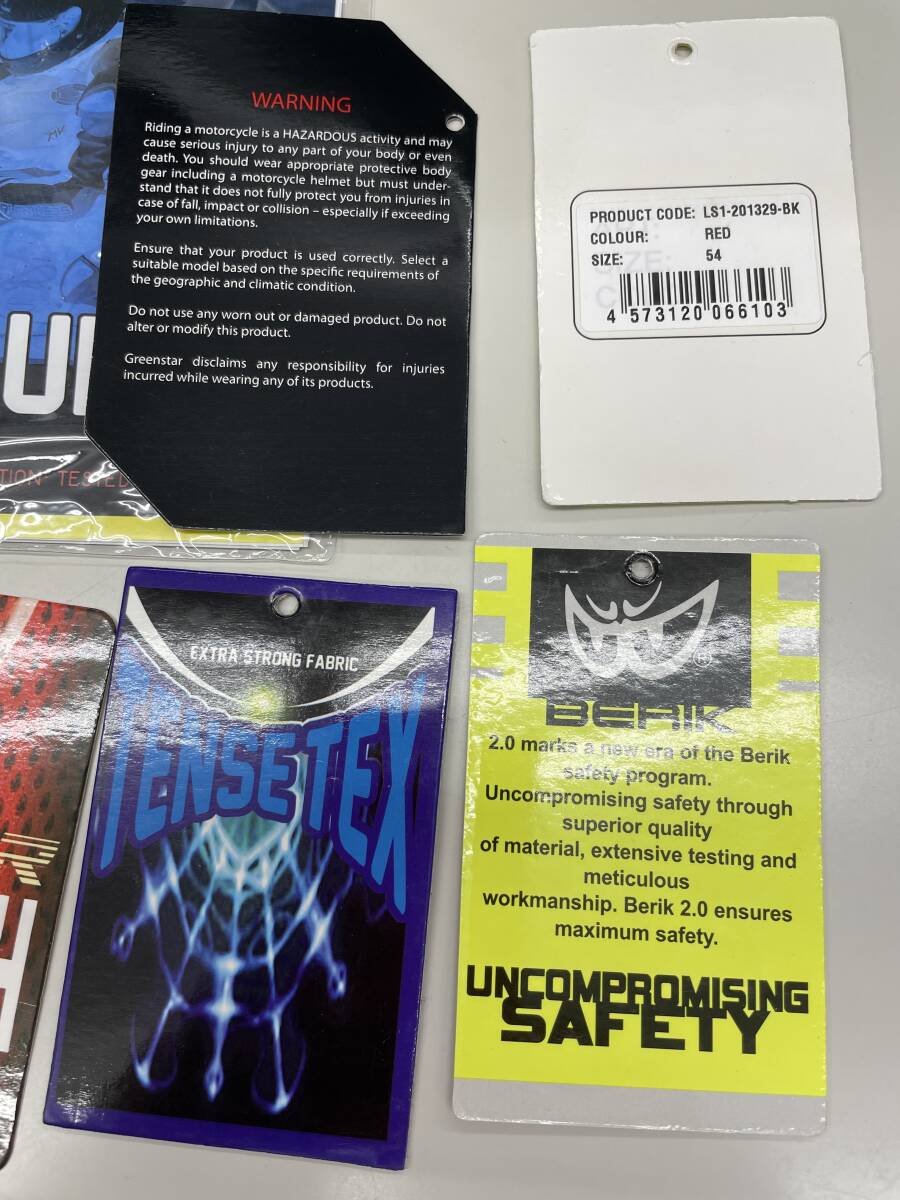 WARNING
Riding a motorcycle is a HAZARDOUS activity and may
cause serious injury to any part of your body or even
death. You should wear appropriate protective body
gear including a motorcycle helmet but must under-
stand that it does not fully protect you from injuries in
case of fall, impact or collision – especially if exceeding
your own limitations.
Ensure that your product is used correctly. Select a
suitable model based on the specific requirements of
the geographic and climatic condition.
Do not use any worn out or damaged product. Do not
alter or modify this product.
Greenstar disclaims any responsibility for injuries
incurred while wearing any of its products.
TESTED
PRODUCT CODE: LS1-201329-BK
COLOUR: RED
SIZE: 54
4 573120 066103
EXTRA STRONG FABRIC
TENSETEX
®
BERIK
2.0 marks a new era of the Berik
safety program.
Uncompromising safety through
superior quality
of material, extensive testing and
meticulous
workmanship. Berik 2.0 ensures
maximum safety.
UNCOMPROMISING
SAFETY